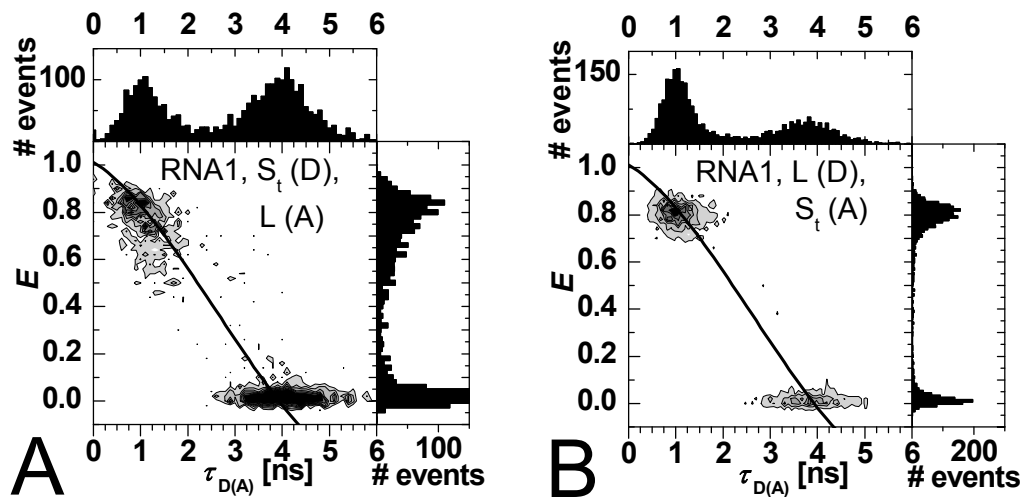 0 1 2 3 4 5 6
# events
100
1.0
0.8
0.6
0.4
0.2
0.0
E
RNA1, St (D),
L (A)
0 1 2 3 4 5 6 100
τD(A) [ns] # events
A
0 1 2 3 4 5 6
# events
150
1.0
0.8
0.6
0.4
0.2
0.0
E
RNA1, L (D),
St (A)
0 1 2 3 4 5 6 200
τD(A) [ns] # events
B